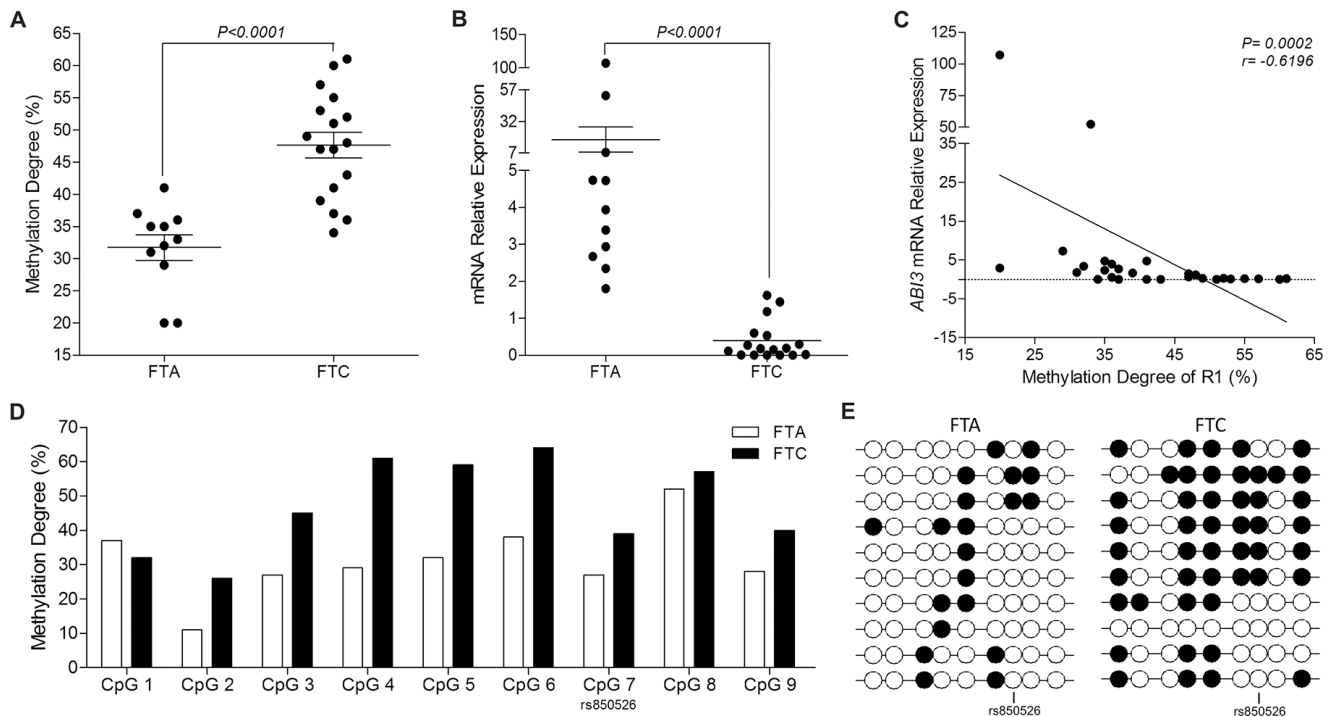 A
Methylation Degree (%)
65
60
55
50
45
40
35
30
25
20
15
P<0.0001
FTA
FTC
B
mRNA Relative Expression
150
100
57
32
7
5
4
3
2
1
0
P<0.0001
FTA
FTC
C
ABI3 mRNA Relative Expression
125
100
75
50
35
25
15
5
-5
-15
P= 0.0002
r= -0.6196
15
25
35
45
55
65
Methylation Degree of R1 (%)
D
Methylation Degree (%)
70
60
50
40
30
20
10
0
FTA
FTC
CpG 1
CpG 2
CpG 3
CpG 4
CpG 5
CpG 6
CpG 7
rs850526
CpG 8
CpG 9
E
FTA
FTC
rs850526
rs850526